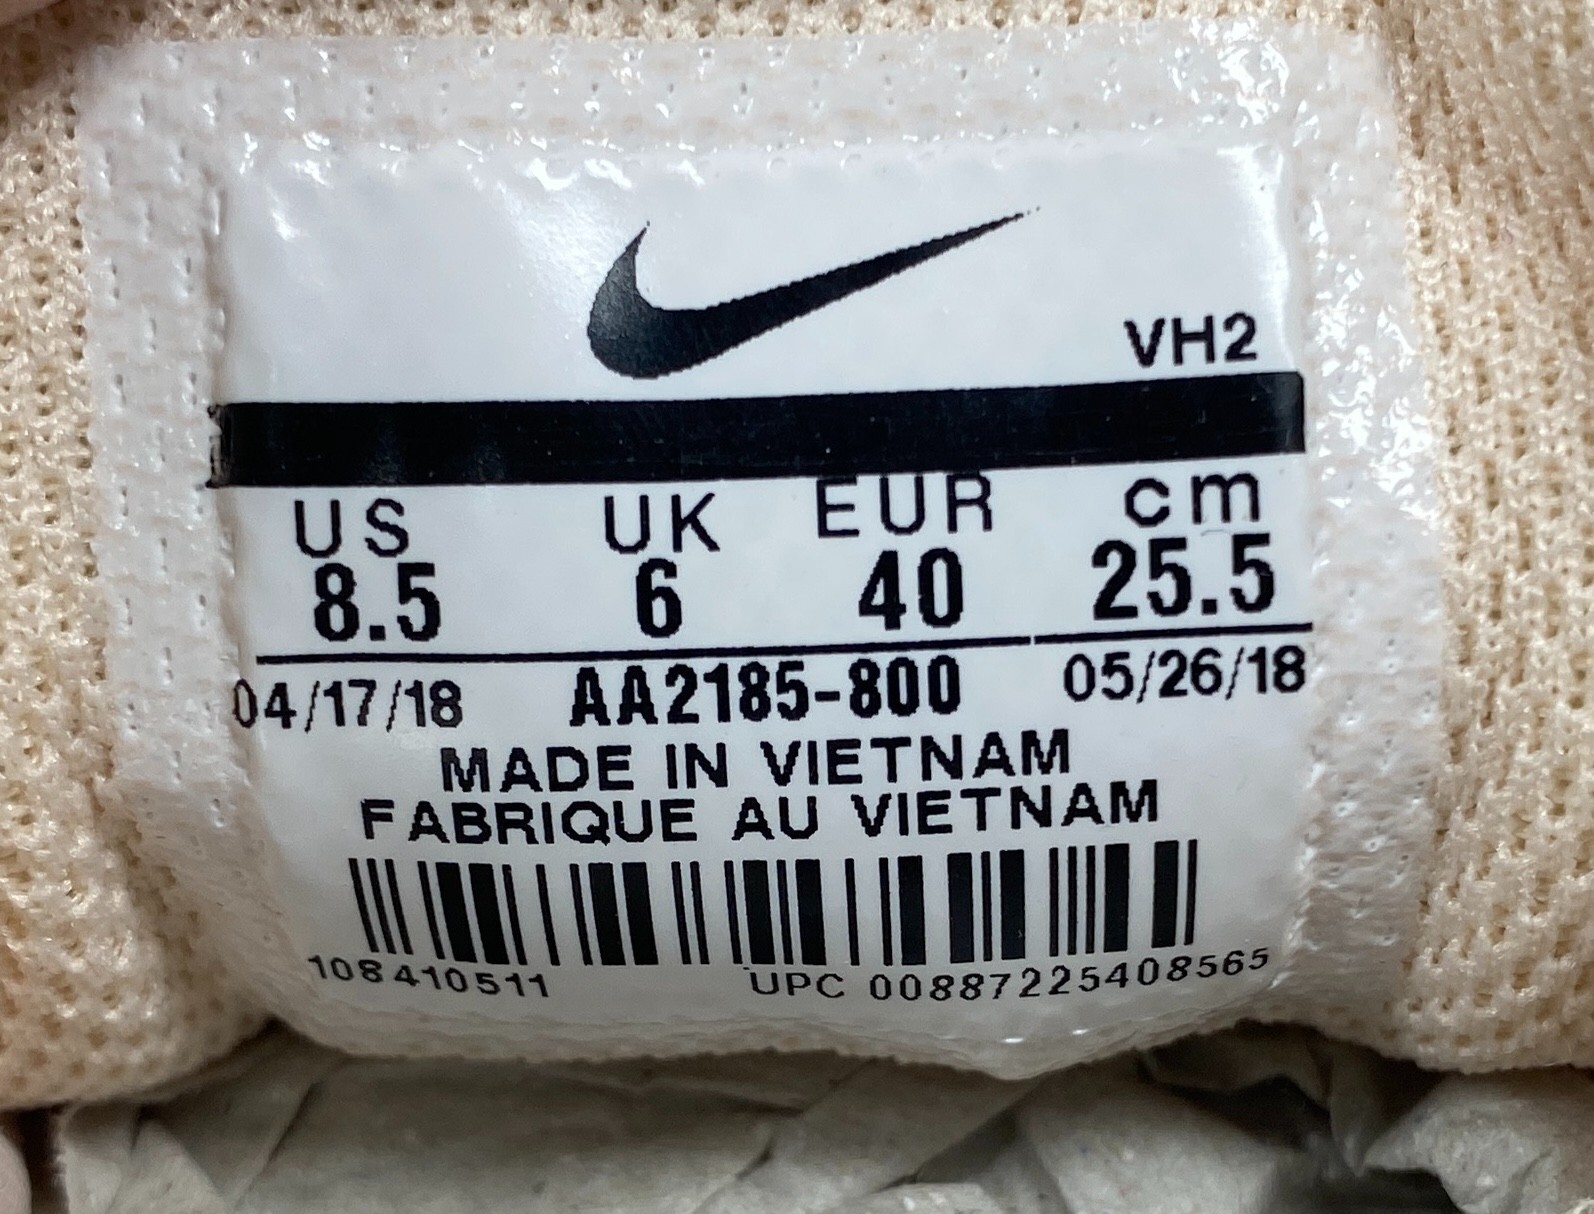 VH2
US UK EUR cm
8.5 6 40 25.5
04/17/18 AA2185-800 05/26/18
MADE IN VIETNAM
FABRIQUE AU VIETNAM
108410511 UPC 00887225408565